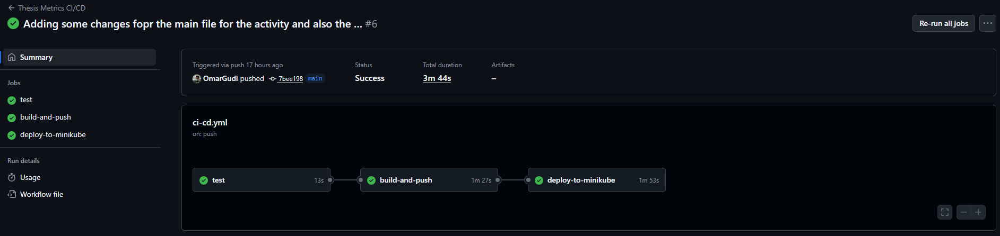 Thesis Metrics CI/CD
Adding some changes fopr the main file for the activity and also the ... #6
Re-run all jobs
Summary
Jobs
test
build-and-push
deploy-to-minikube
Run details
Usage
Workflow file
Triggered via push 17 hours ago
OmarGudi pushed 7bee198 main
Status
Success
Total duration
3m 44s
Artifacts
–
ci-cd.yml
on: push
test 13s
build-and-push 1m 27s
deploy-to-minikube 1m 53s